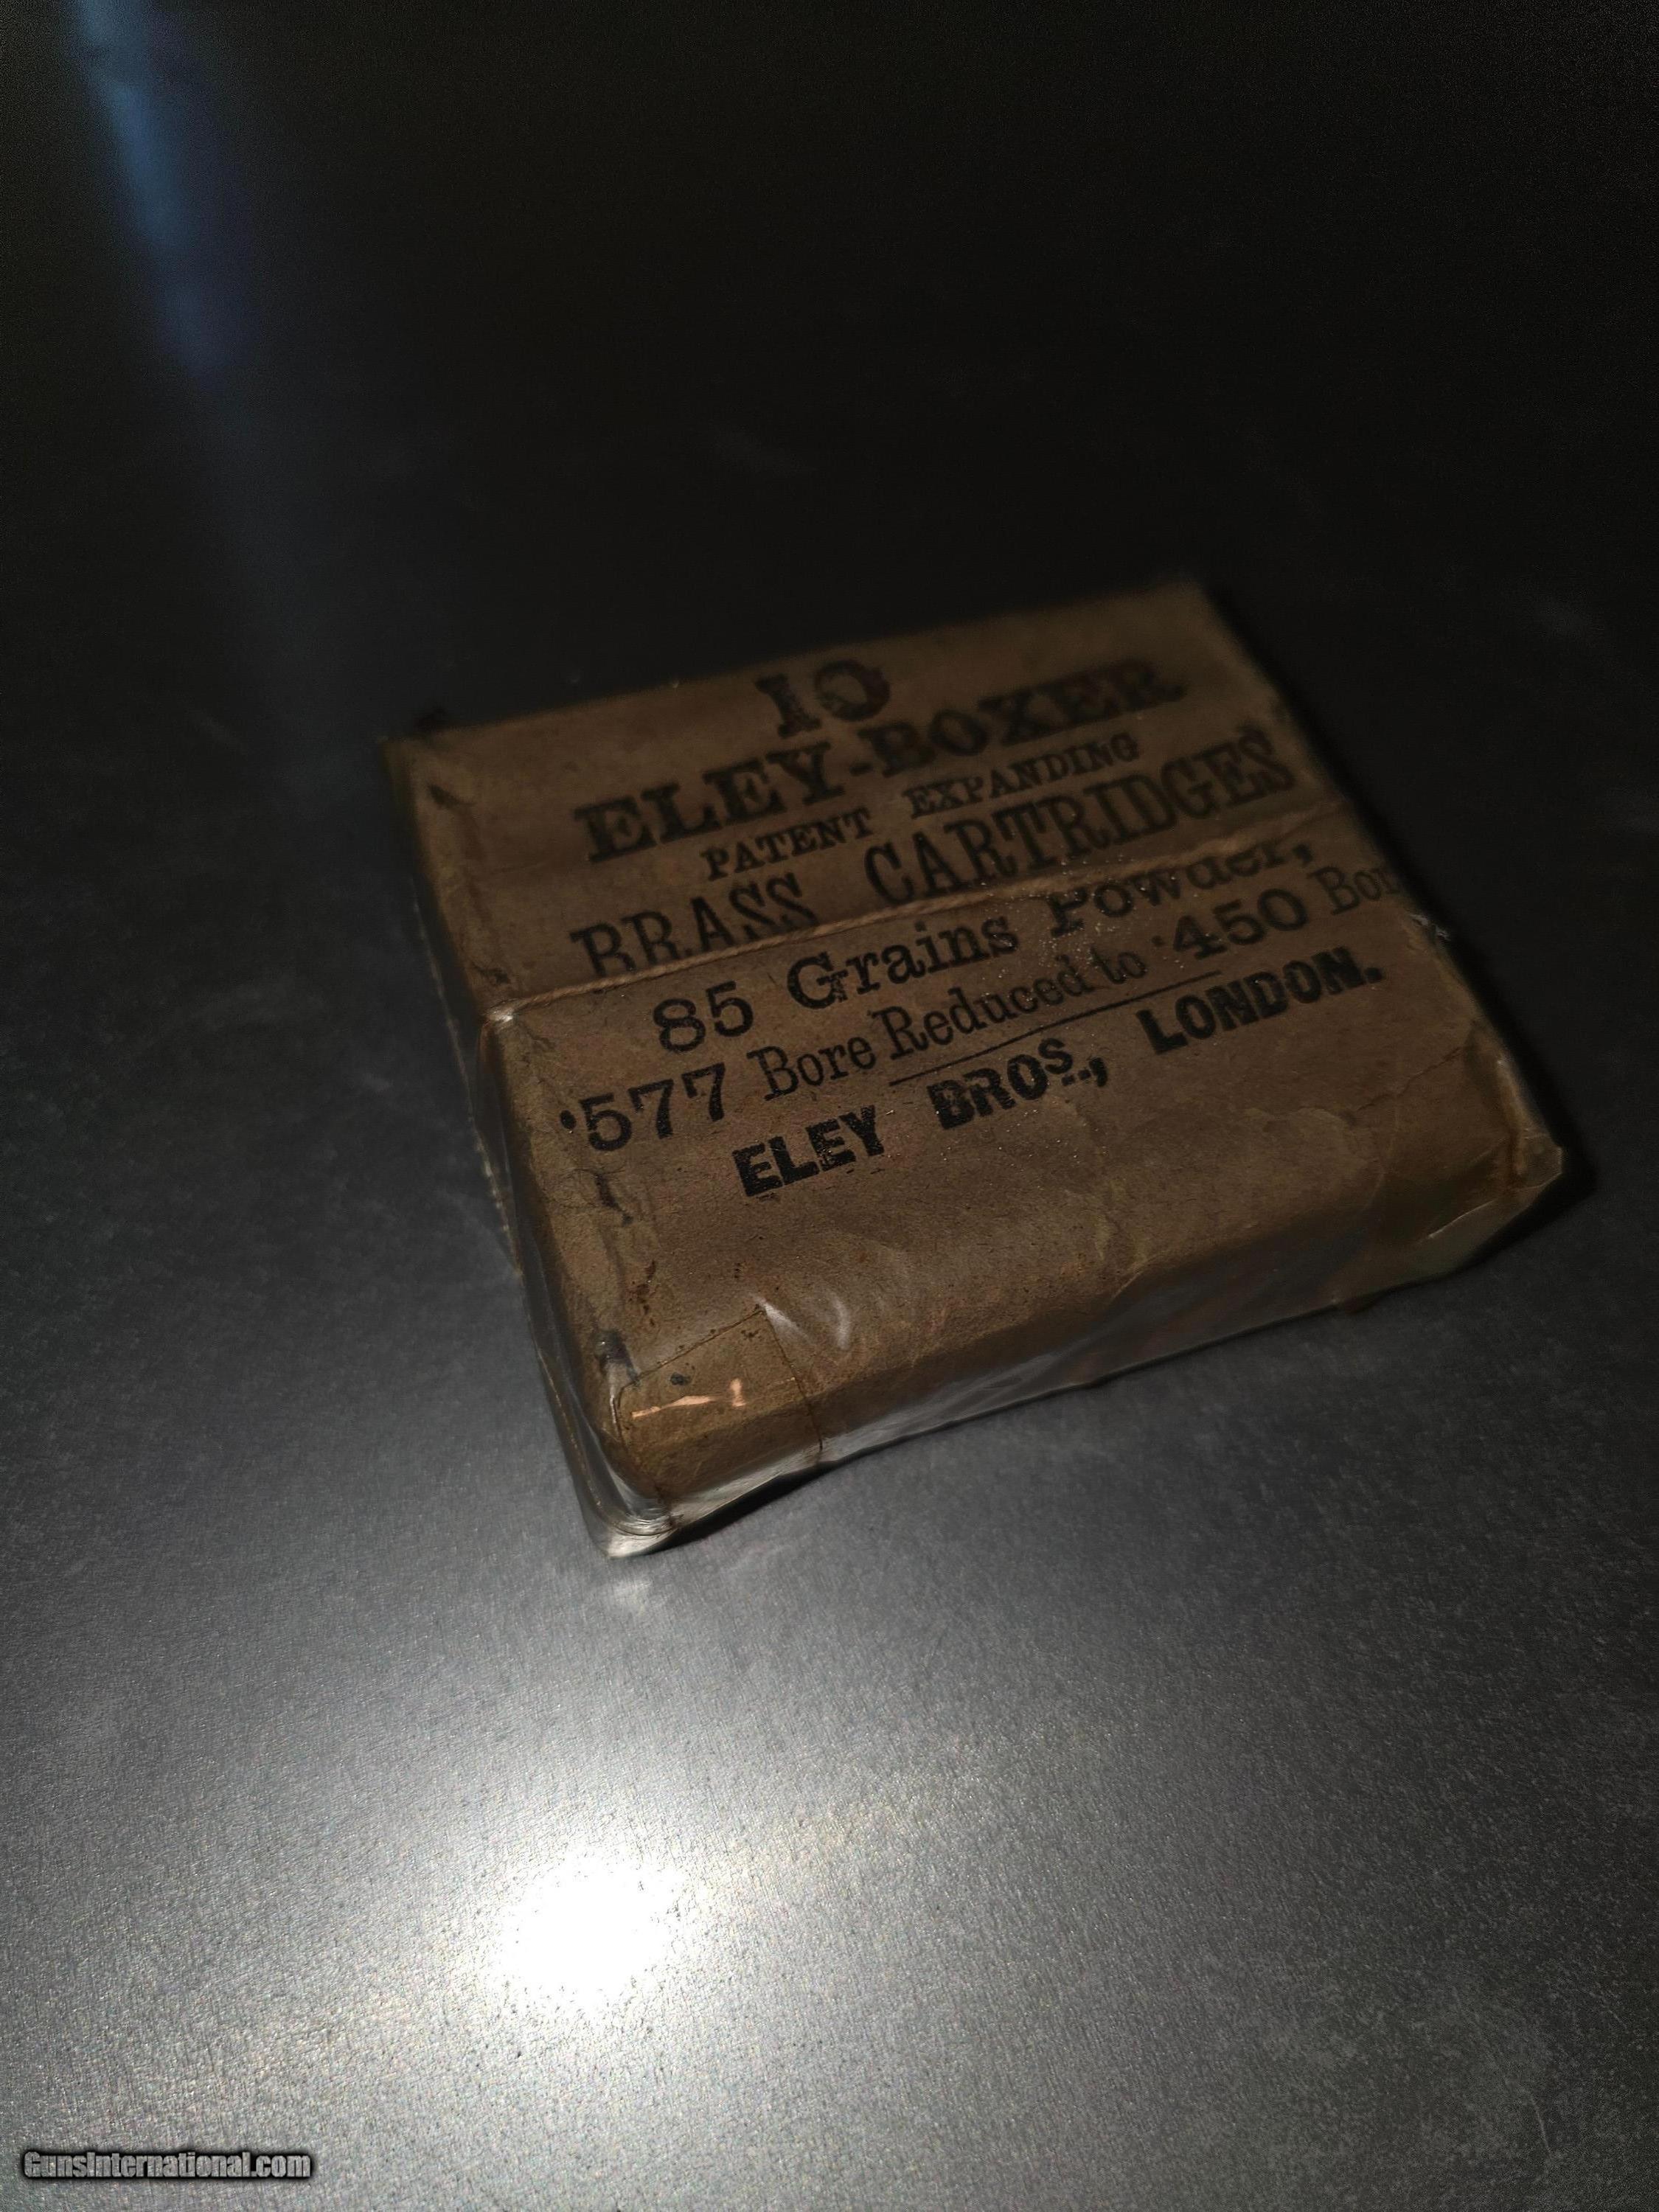 10
ELEY-BOXER
PATENT EXPANDING
BRASS CARTRIDGES
85 Grains Powder,
·577 Bore Reduced to ·450 Bor
ELEY BROS., LONDON.
GunsInternational.com